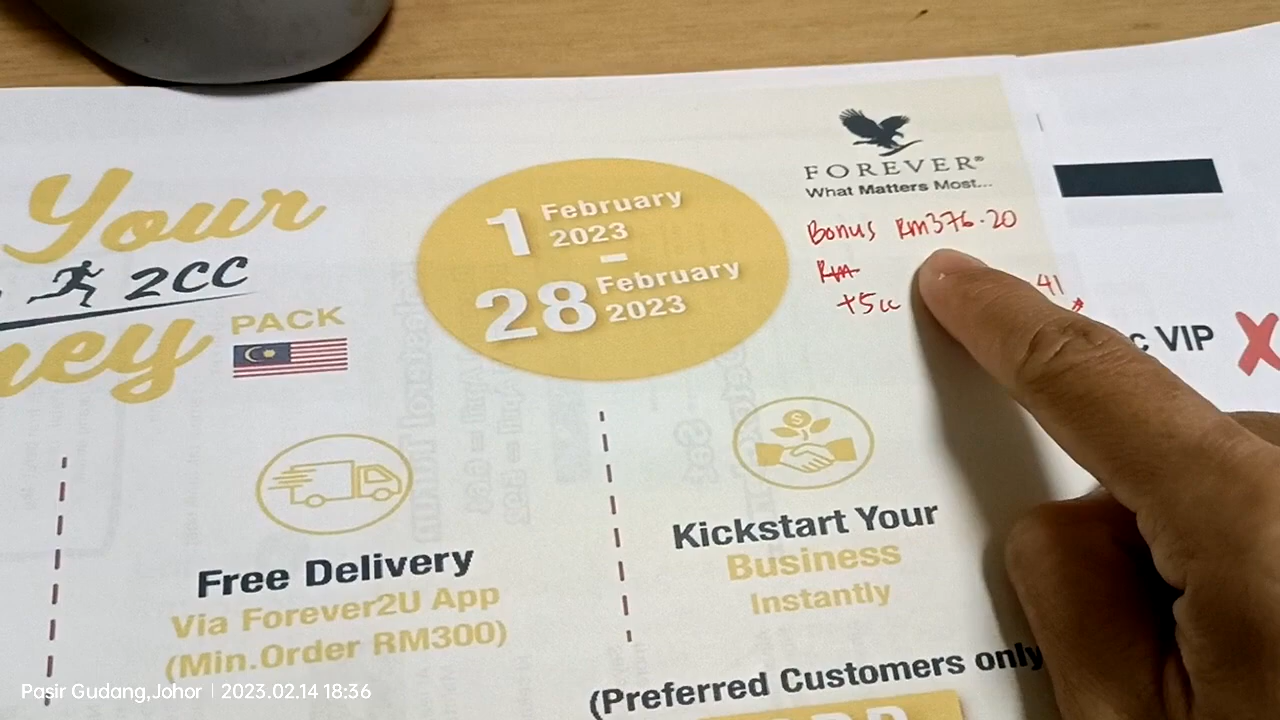 Your
2CC
ney
PACK
1 February 2023
-
28 February 2023
FOREVER®
What Matters Most...
Bonus RM376.20
RM
+5cc
41
c VIP X
Free Delivery
Via Forever2U App
(Min.Order RM300)
Kickstart Your
Business
Instantly
(Preferred Customers only
Pasir Gudang,Johor | 2023.02.14 18:36